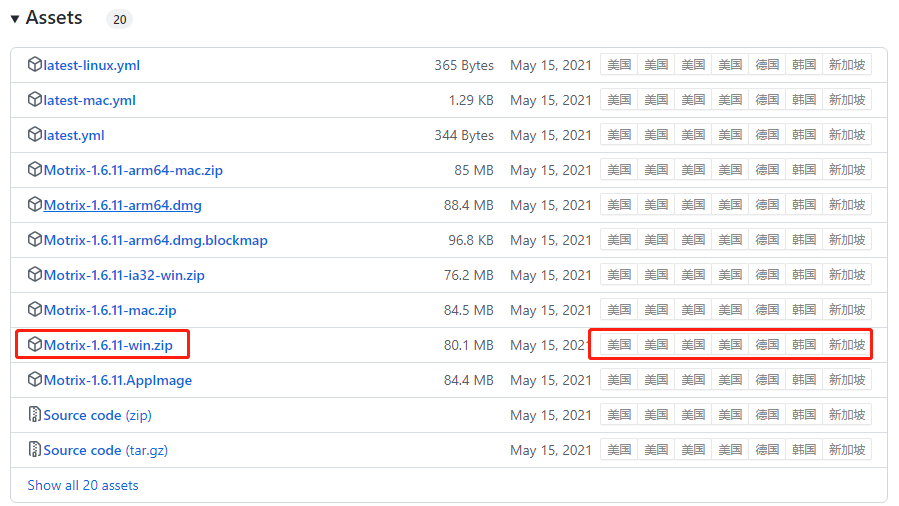 ▼ Assets 20
latest-linux.yml 365 Bytes May 15, 2021 美国 美国 美国 美国 德国 韩国 新加坡
latest-mac.yml 1.29 KB May 15, 2021 美国 美国 美国 美国 德国 韩国 新加坡
latest.yml 344 Bytes May 15, 2021 美国 美国 美国 美国 德国 韩国 新加坡
Motrix-1.6.11-arm64-mac.zip 85 MB May 15, 2021 美国 美国 美国 美国 德国 韩国 新加坡
Motrix-1.6.11-arm64.dmg 88.4 MB May 15, 2021 美国 美国 美国 美国 德国 韩国 新加坡
Motrix-1.6.11-arm64.dmg.blockmap 96.8 KB May 15, 2021 美国 美国 美国 美国 德国 韩国 新加坡
Motrix-1.6.11-ia32-win.zip 76.2 MB May 15, 2021 美国 美国 美国 美国 德国 韩国 新加坡
Motrix-1.6.11-mac.zip 84.5 MB May 15, 2021 美国 美国 美国 美国 德国 韩国 新加坡
Motrix-1.6.11-win.zip 80.1 MB May 15, 2021 美国 美国 美国 美国 德国 韩国 新加坡
Motrix-1.6.11.AppImage 84.4 MB May 15, 2021 美国 美国 美国 美国 德国 韩国 新加坡
Source code (zip) May 15, 2021 美国 美国 美国 美国 德国 韩国 新加坡
Source code (tar.gz) May 15, 2021 美国 美国 美国 美国 德国 韩国 新加坡
Show all 20 assets